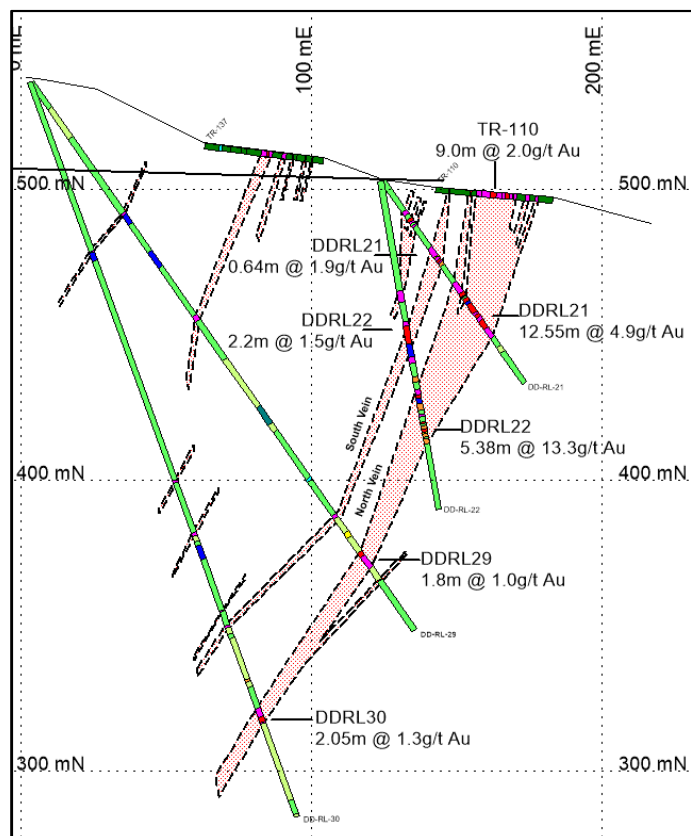 0 mE
100 mE
200 mE
TR-137
TR-110
9.0m @ 2.0g/t Au
TR-110
500 mN
500 mN
DDRL21
0.64m @ 1.9g/t Au
DDRL21
12.55m @ 4.9g/t Au
DDRL22
2.2m @ 1.5g/t Au
DD-RL-21
South Vein
North Vein
DDRL22
5.38m @ 13.3g/t Au
400 mN
400 mN
DD-RL-22
DDRL29
1.8m @ 1.0g/t Au
DD-RL-29
DDRL30
2.05m @ 1.3g/t Au
300 mN
300 mN
DD-RL-30